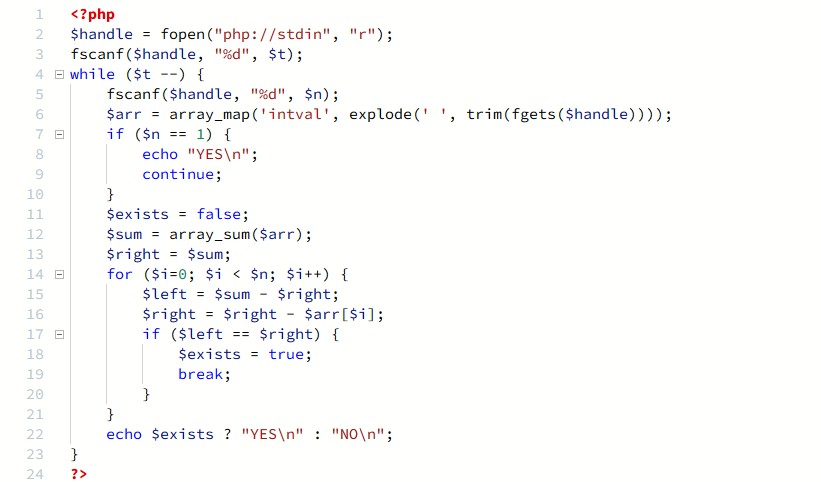 1 <?php
2 $handle = fopen("php://stdin", "r");
3 fscanf($handle, "%d", $t);
4 while ($t --) {
5     fscanf($handle, "%d", $n);
6     $arr = array_map('intval', explode(' ', trim(fgets($handle))));
7     if ($n == 1) {
8         echo "YES\n";
9         continue;
10     }
11     $exists = false;
12     $sum = array_sum($arr);
13     $right = $sum;
14     for ($i=0; $i < $n; $i++) {
15         $left = $sum - $right;
16         $right = $right - $arr[$i];
17         if ($left == $right) {
18             $exists = true;
19             break;
20         }
21     }
22     echo $exists ? "YES\n" : "NO\n";
23 }
24 ?>